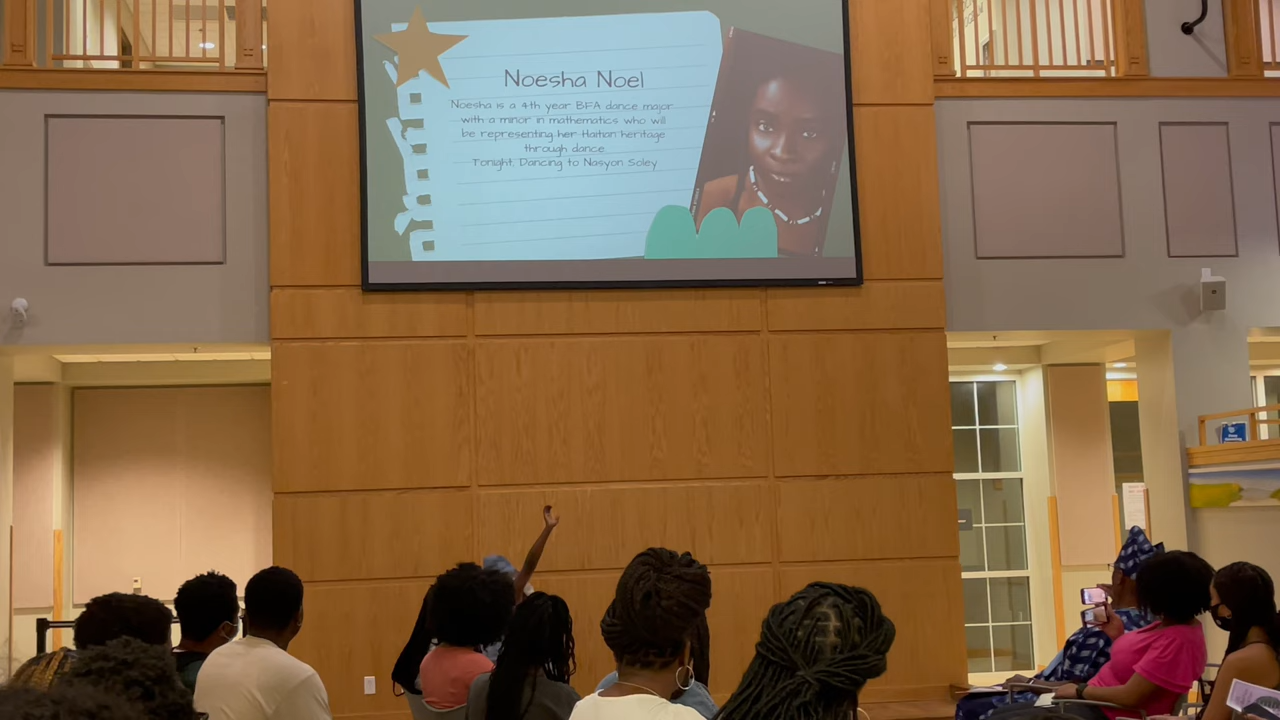 Noesha Noel
Noesha is a 4th year BFA dance major
with a minor in mathematics who will
be representing her Haitian heritage
through dance
Tonight, Dancing to Nasyon Soley